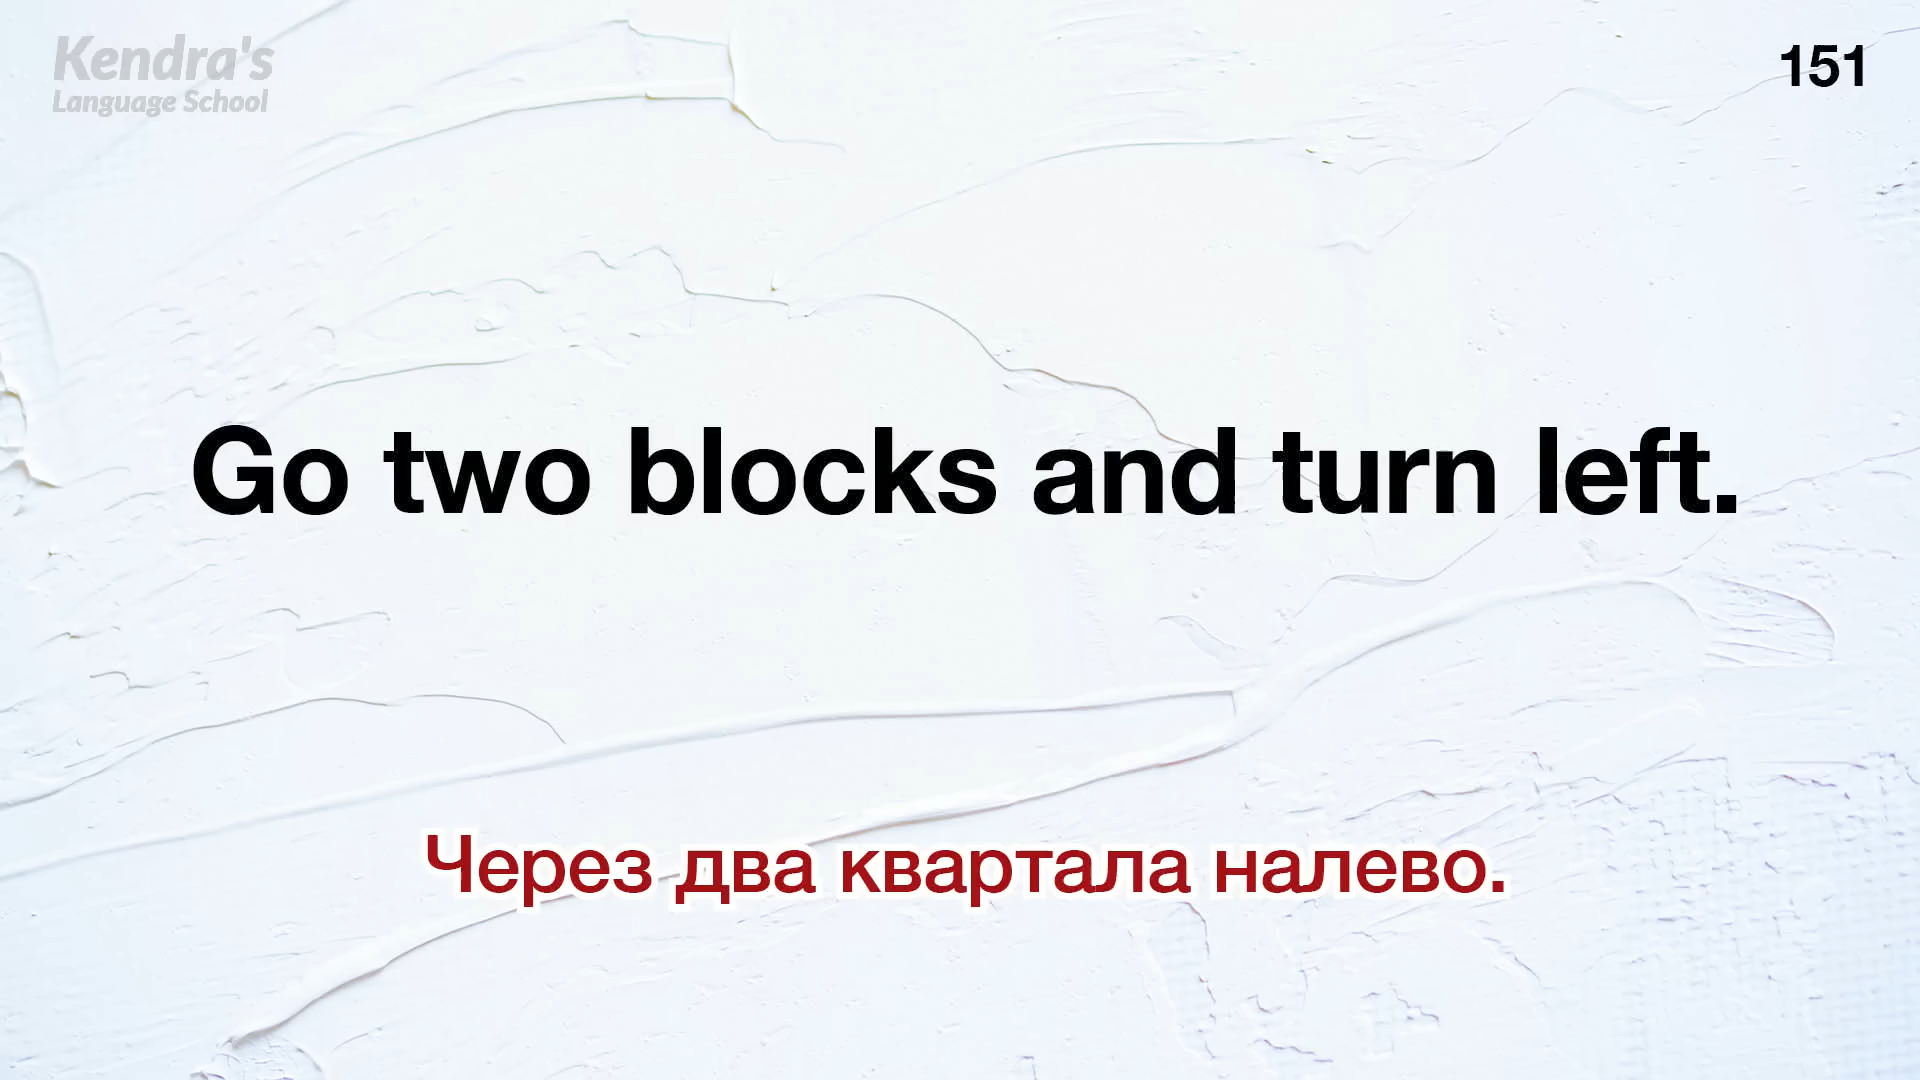 Kendra's
Language School
151
Go two blocks and turn left.
Через два квартала налево.